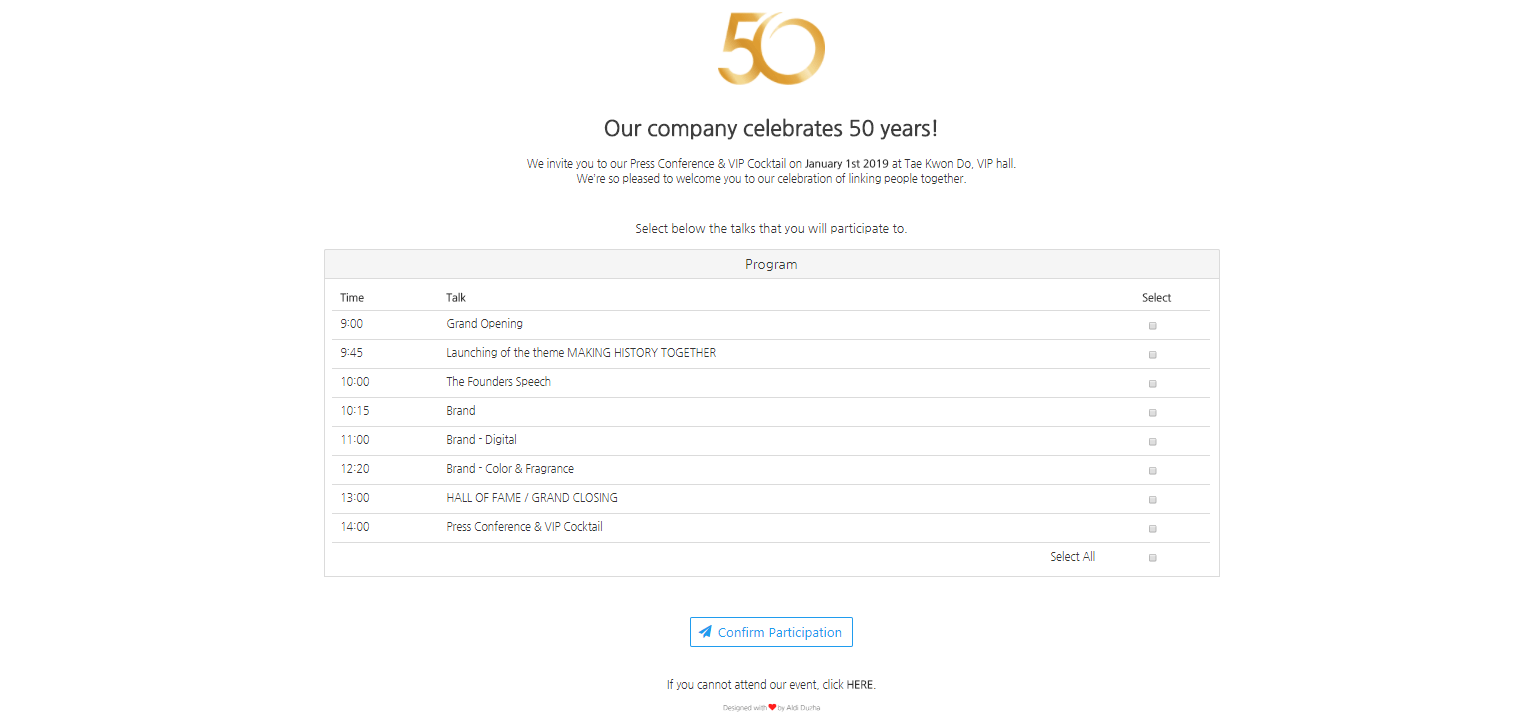 50
Our company celebrates 50 years!
We invite you to our Press Conference & VIP Cocktail on January 1st 2019 at Tae Kwon Do, VIP hall.
We're so pleased to welcome you to our celebration of linking people together.
Select below the talks that you will participate to.
Program
Time Talk Select
9:00 Grand Opening
9:45 Launching of the theme MAKING HISTORY TOGETHER
10:00 The Founders Speech
10:15 Brand
11:00 Brand - Digital
12:20 Brand - Color & Fragrance
13:00 HALL OF FAME / GRAND CLOSING
14:00 Press Conference & VIP Cocktail
Select All
Confirm Participation
If you cannot attend our event, click HERE.
Designed with ❤ by Aldi Duzha